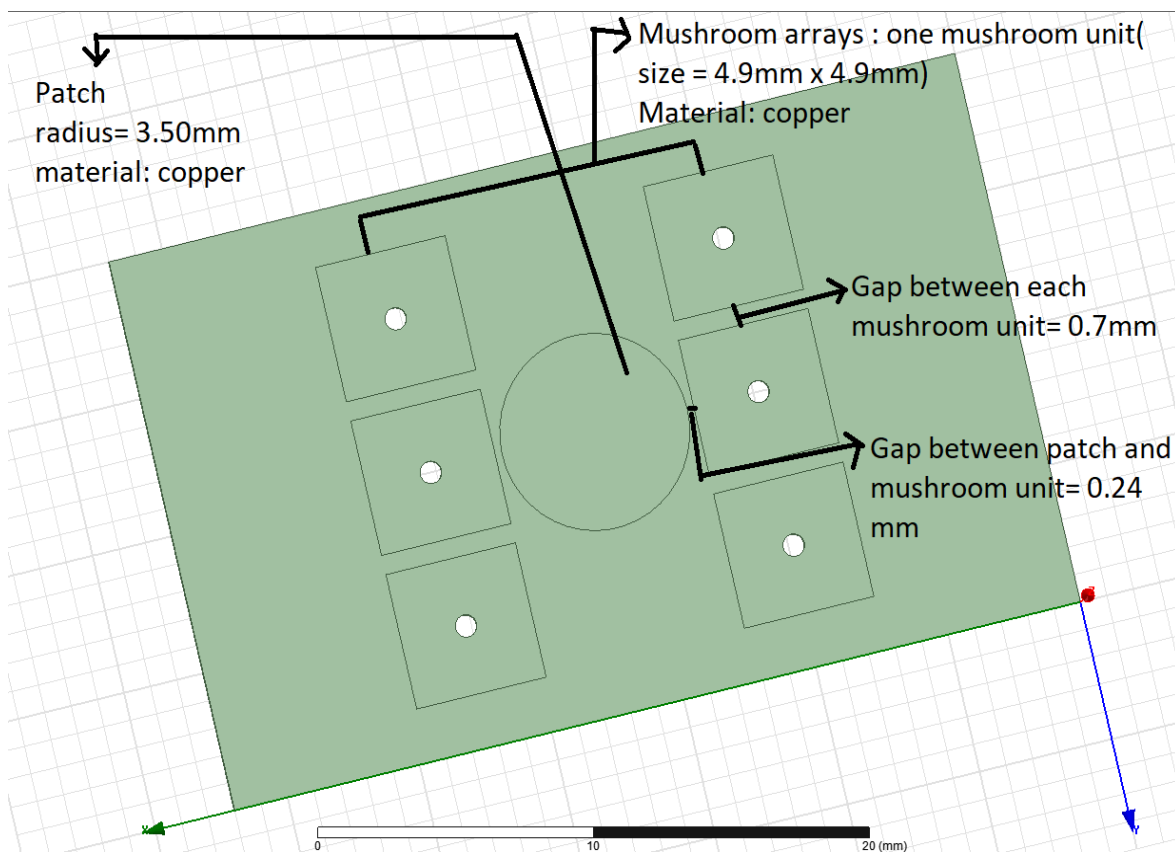 Mushroom arrays : one mushroom unit(
size = 4.9mm x 4.9mm)
Material: copper
Patch
radius= 3.50mm
material: copper
Gap between each
mushroom unit= 0.7mm
Gap between patch and
mushroom unit= 0.24
mm
0
10
20 (mm)